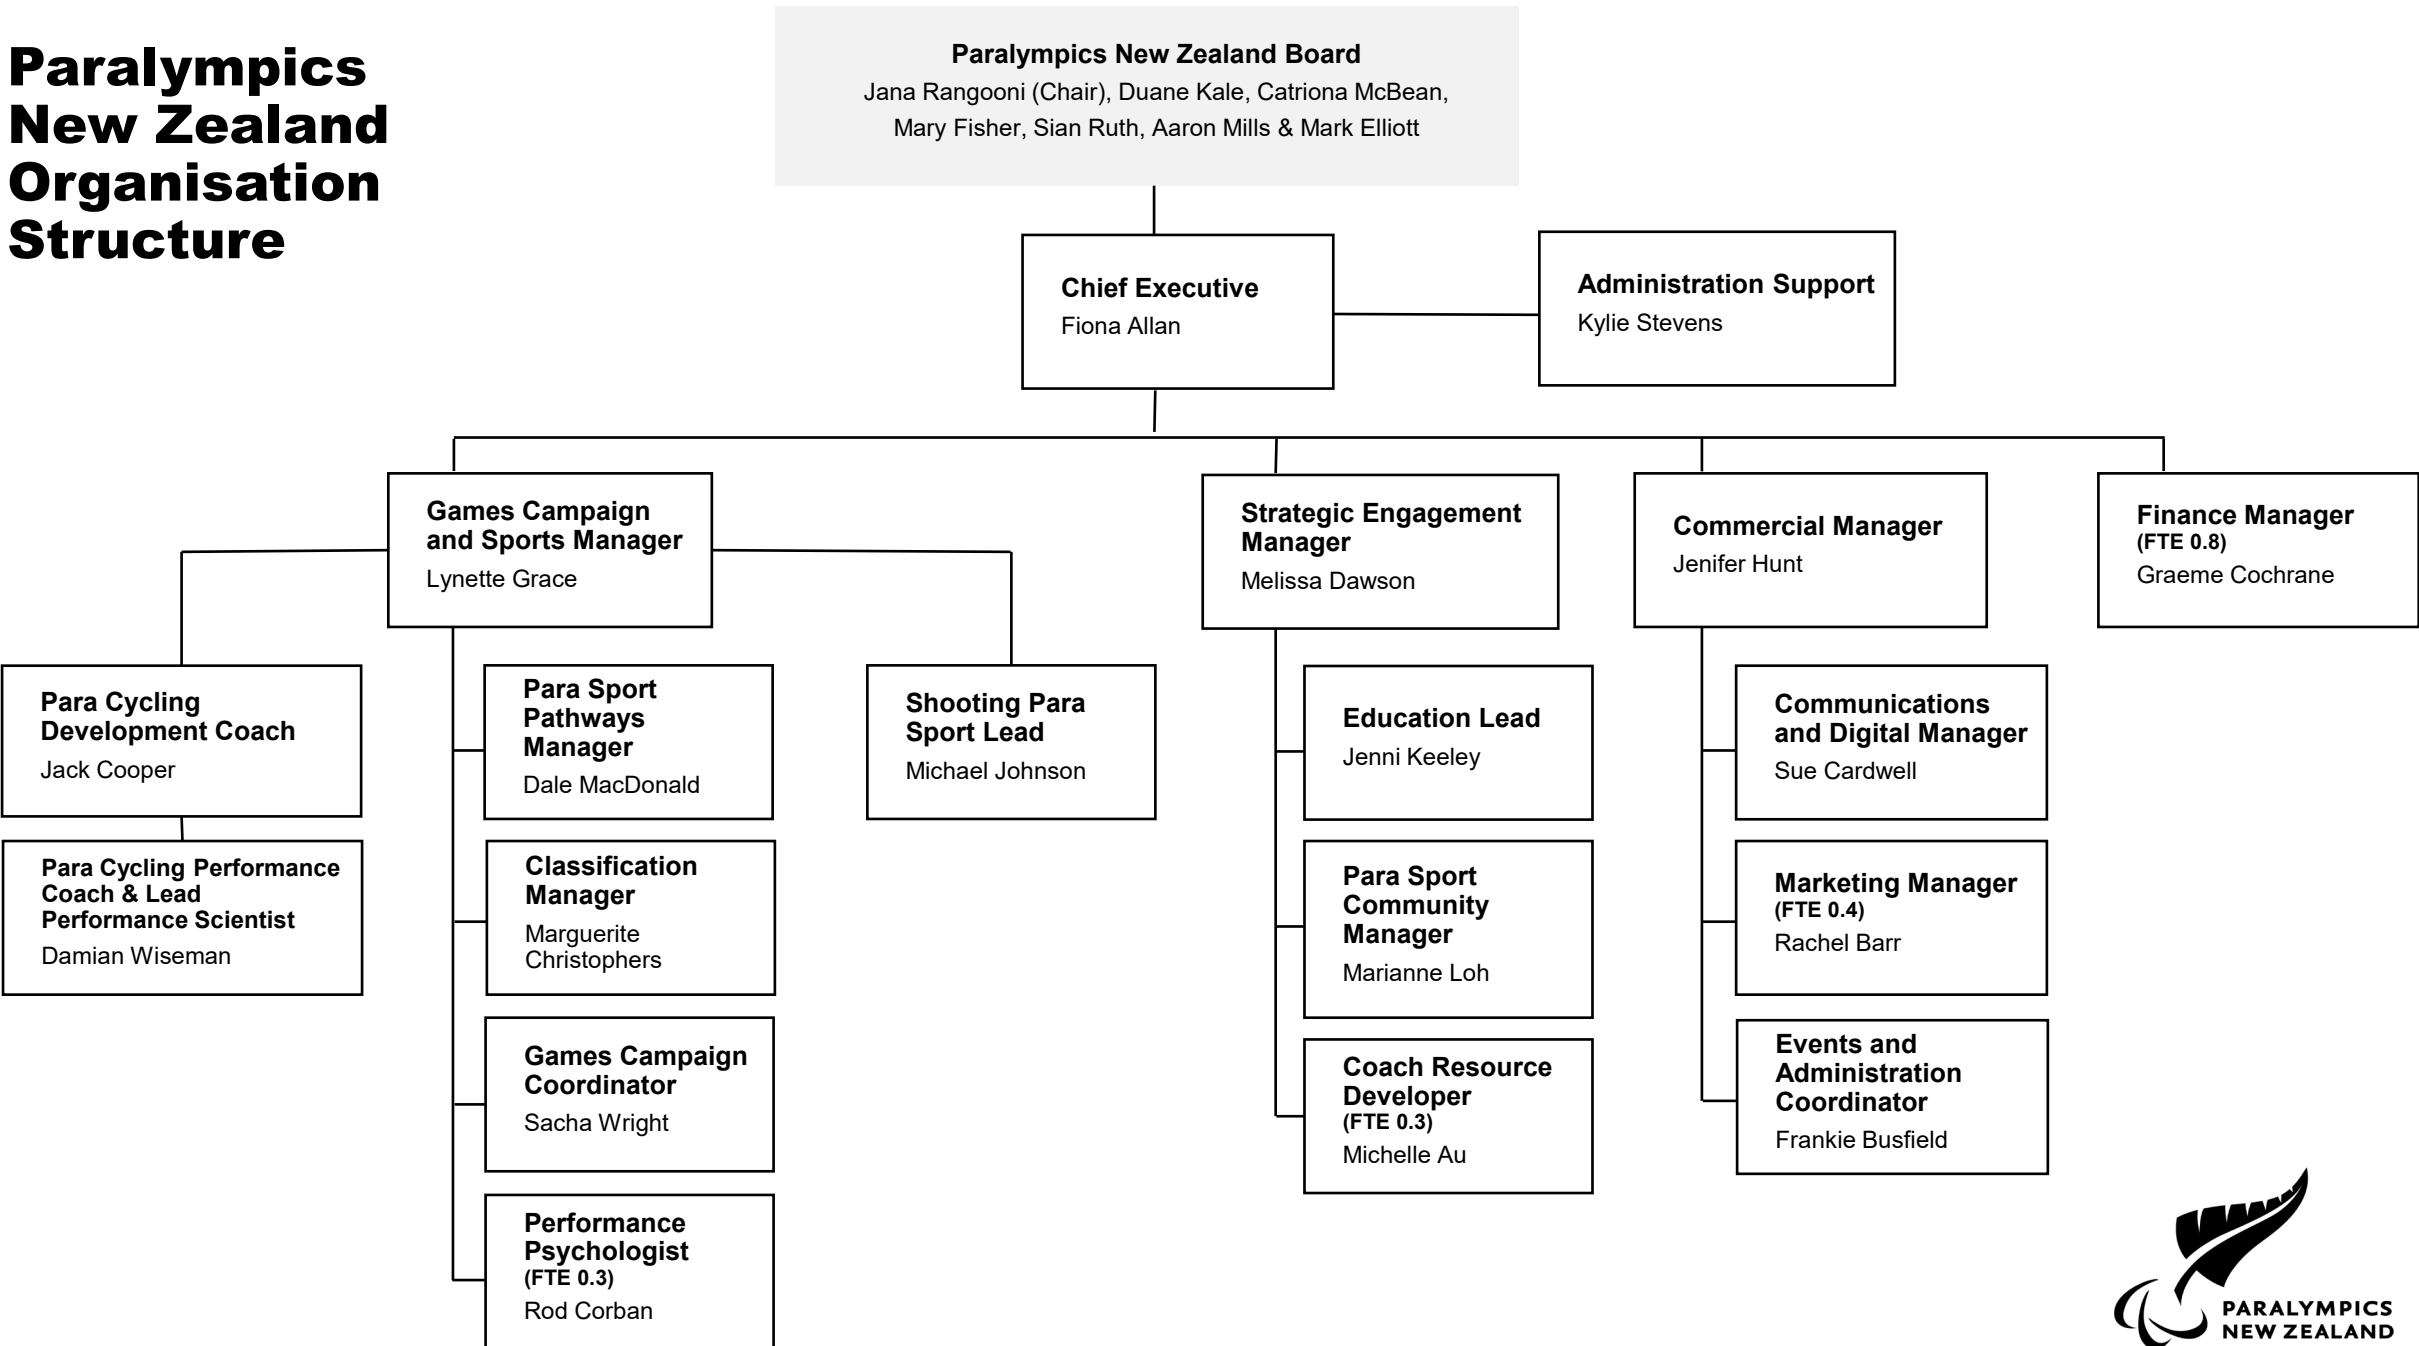 Paralympics
New Zealand
Organisation
Structure
Paralympics New Zealand Board
Jana Rangooni (Chair), Duane Kale, Catriona McBean,
Mary Fisher, Sian Ruth, Aaron Mills & Mark Elliott
Chief Executive
Fiona Allan
Administration Support
Kylie Stevens
Games Campaign
and Sports Manager
Lynette Grace
Strategic Engagement
Manager
Melissa Dawson
Commercial Manager
Jenifer Hunt
Finance Manager
(FTE 0.8)
Graeme Cochrane
Para Cycling
Development Coach
Jack Cooper
Para Cycling Performance
Coach & Lead
Performance Scientist
Damian Wiseman
Para Sport
Pathways
Manager
Dale MacDonald
Classification
Manager
Marguerite
Christophers
Games Campaign
Coordinator
Sacha Wright
Performance
Psychologist
(FTE 0.3)
Rod Corban
Shooting Para
Sport Lead
Michael Johnson
Education Lead
Jenni Keeley
Para Sport
Community
Manager
Marianne Loh
Coach Resource
Developer
(FTE 0.3)
Michelle Au
Communications
and Digital Manager
Sue Cardwell
Marketing Manager
(FTE 0.4)
Rachel Barr
Events and
Administration
Coordinator
Frankie Busfield
PARALYMPICS
NEW ZEALAND